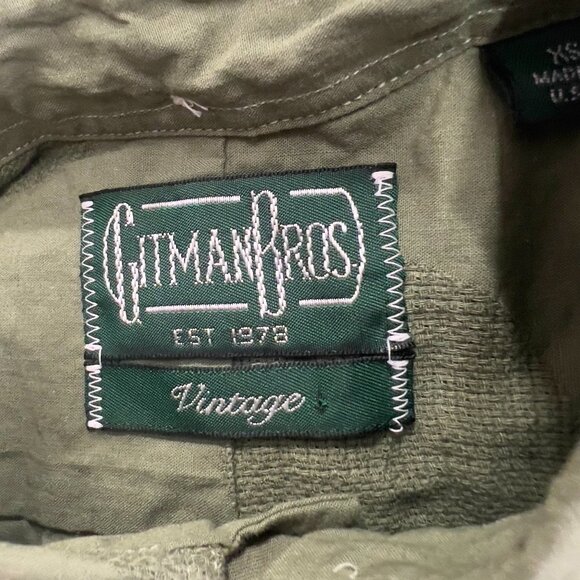 GITMAN BROS.
EST 1978
Vintage
XS
MADE
U.S